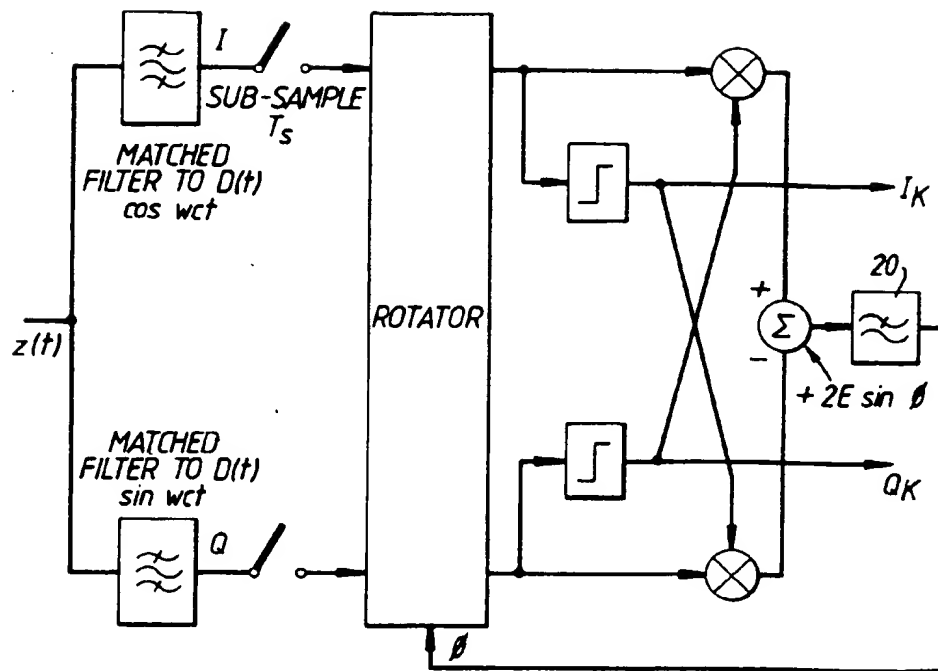 I
SUB-SAMPLE
Ts
MATCHED
FILTER TO D(t)
cos wct
ROTATOR
z(t)
IK
20
+
Σ
-
+ 2E sin ø
MATCHED
FILTER TO D(t)
sin wct
QK
Q
ø